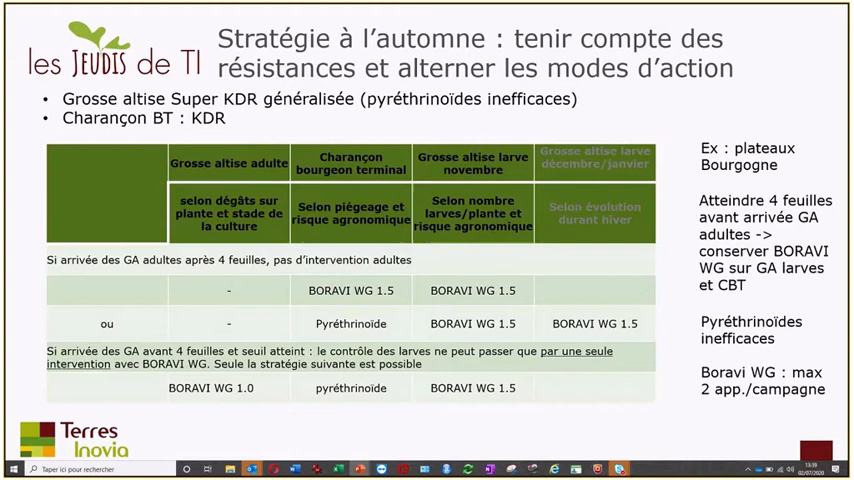 les JEUDIS de TI
Stratégie à l'automne : tenir compte des
résistances et alterner les modes d'action
• Grosse altise Super KDR généralisée (pyréthrinoïdes inefficaces)
• Charançon BT : KDR
Grosse altise adulte
Charançon
bourgeon terminal
Grosse altise larve
novembre
Grosse altise larve
décembre/janvier
selon dégâts sur
plante et stade de
la culture
Selon piégeage et
risque agronomique
Selon nombre
larves/plante et
risque agronomique
Selon évolution
durant hiver
Si arrivée des GA adultes après 4 feuilles, pas d'intervention adultes
- BORAVI WG 1.5 BORAVI WG 1.5
ou - Pyréthrinoïde BORAVI WG 1.5 BORAVI WG 1.5
Si arrivée des GA avant 4 feuilles et seuil atteint : le contrôle des larves ne peut passer que par une seule
intervention avec BORAVI WG. Seule la stratégie suivante est possible
BORAVI WG 1.0 pyréthrinoïde BORAVI WG 1.5
Ex : plateaux
Bourgogne
Atteindre 4 feuilles
avant arrivée GA
adultes ->
conserver BORAVI
WG sur GA larves
et CBT
Pyréthrinoïdes
inefficaces
Boravi WG : max
2 app./campagne
Terres
Inovia
Taper ici pour rechercher
13:39
02/07/2020